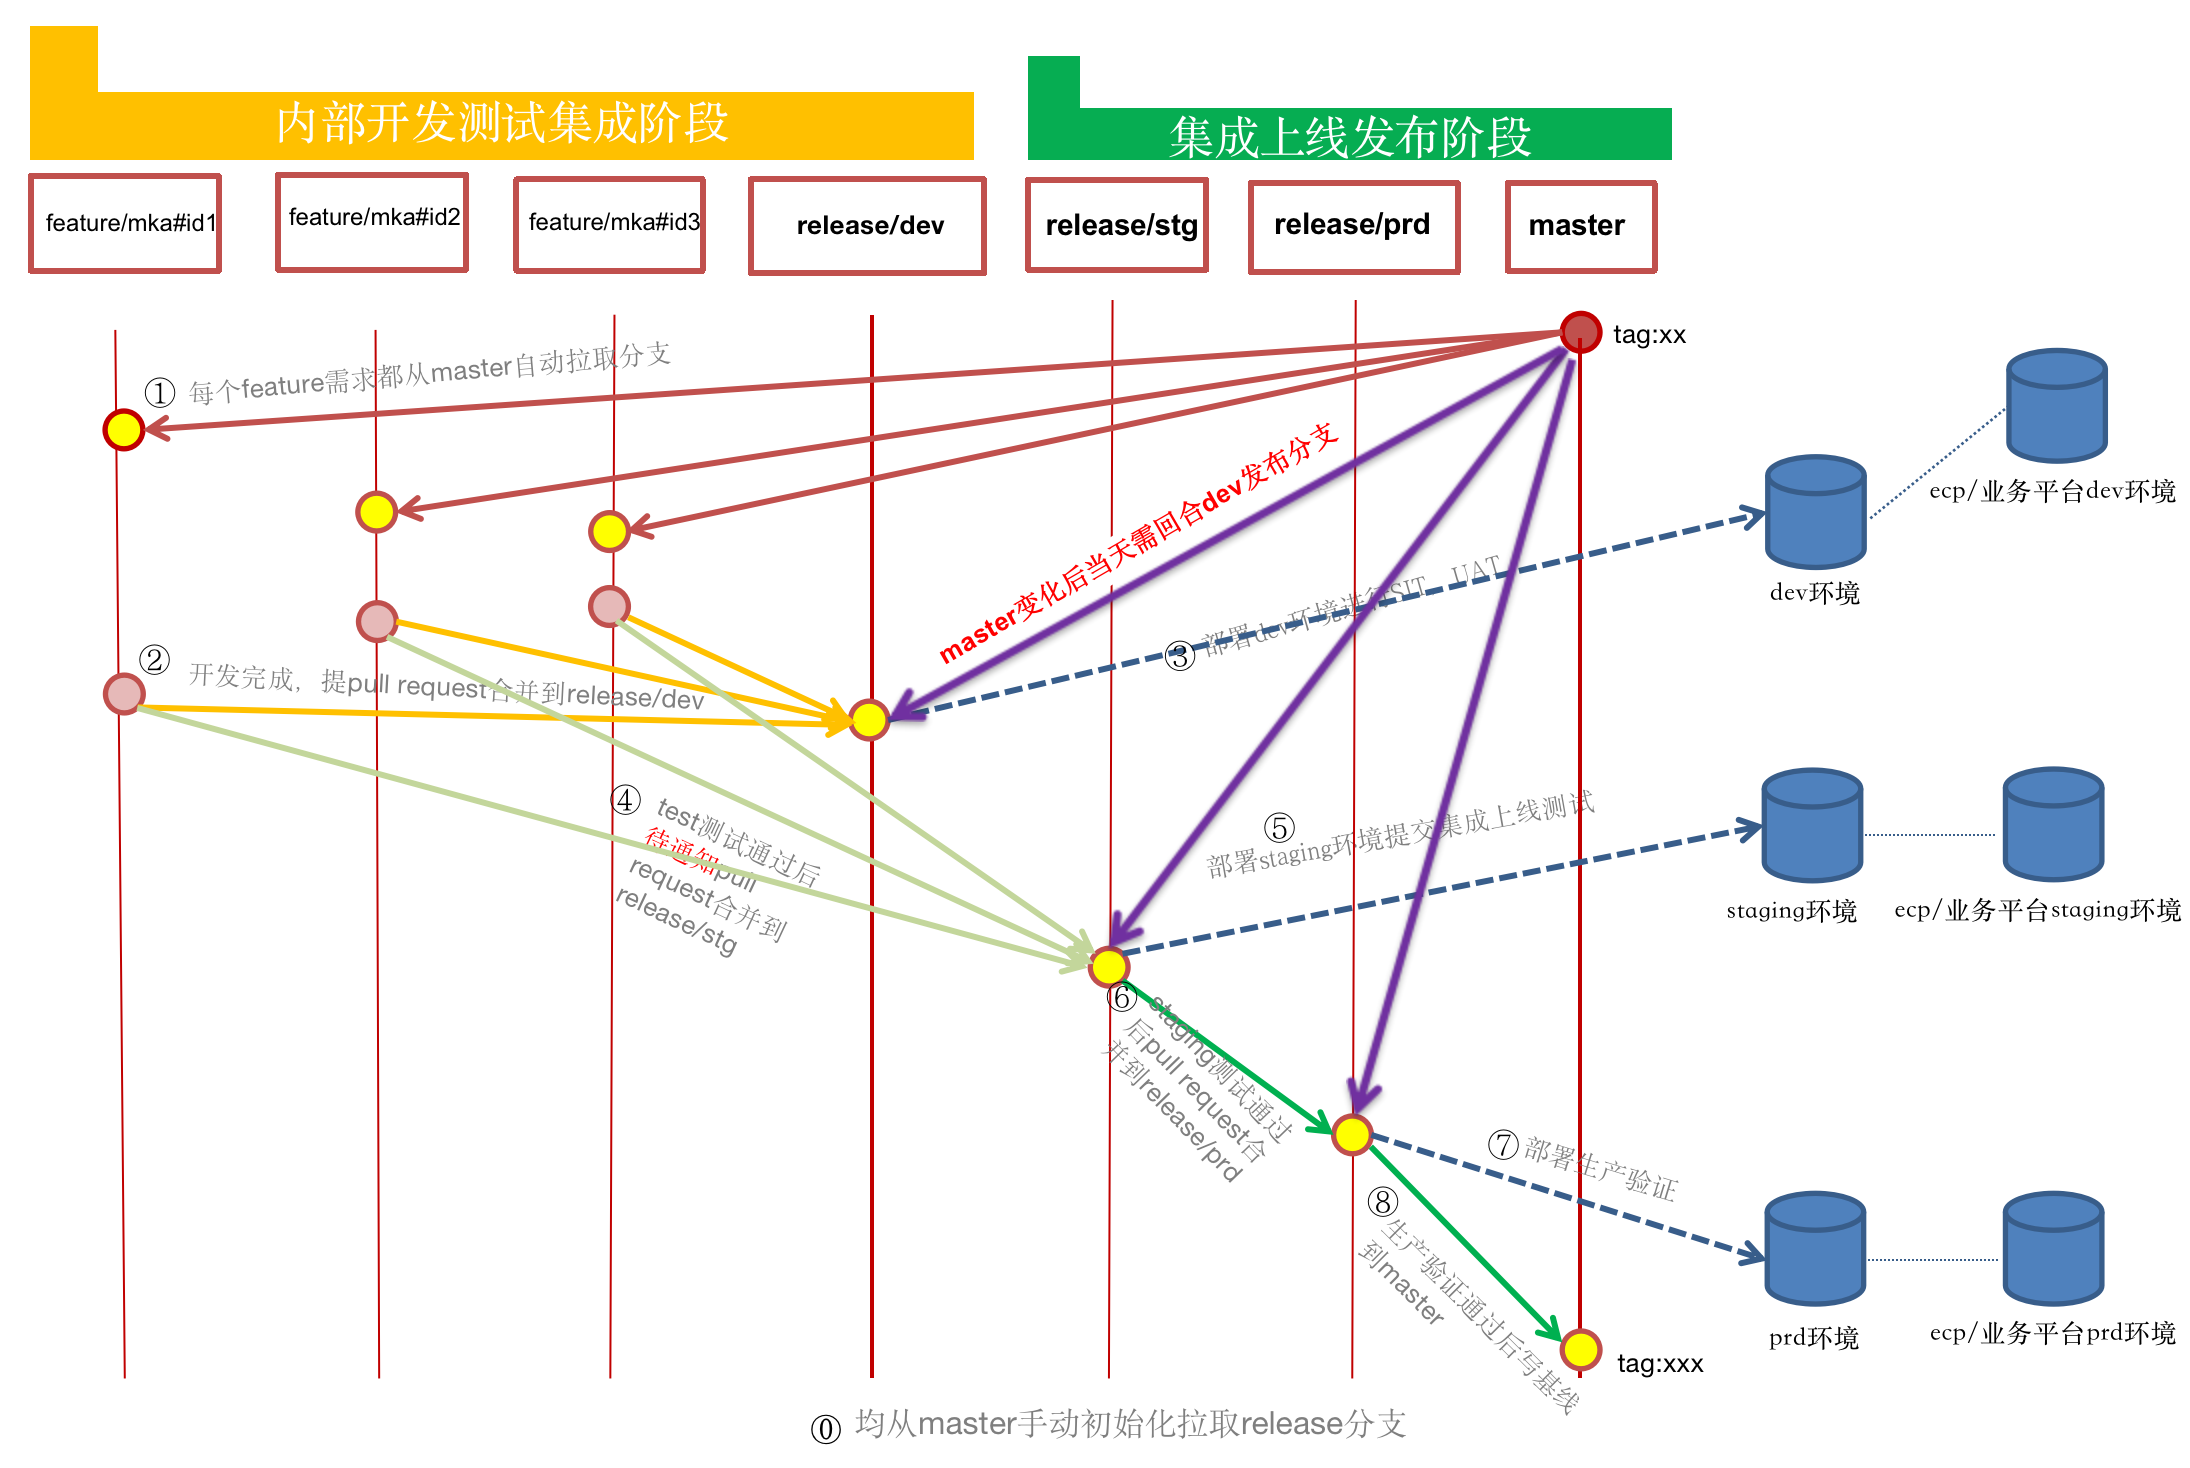 内部开发测试集成阶段
集成上线发布阶段
feature/mka#id1
feature/mka#id2
feature/mka#id3
release/dev
release/stg
release/prd
master
tag:xx
① 每个feature需求都从master自动拉取分支
master变化后当天需回合dev发布分支
ecp/业务平台dev环境
dev环境
③ 部署dev环境进行SIT、UAT
② 开发完成，提pull request合并到release/dev
④ test测试通过后
待通知pull
request合并到
release/stg
⑤
部署staging环境提交集成上线测试
staging环境
ecp/业务平台staging环境
⑥ staging测试通过
后pull request合
并到release/prd
⑦ 部署生产验证
⑧
生产验证通过后写基线
到master
prd环境
ecp/业务平台prd环境
tag:xxx
⓪ 均从master手动初始化拉取release分支